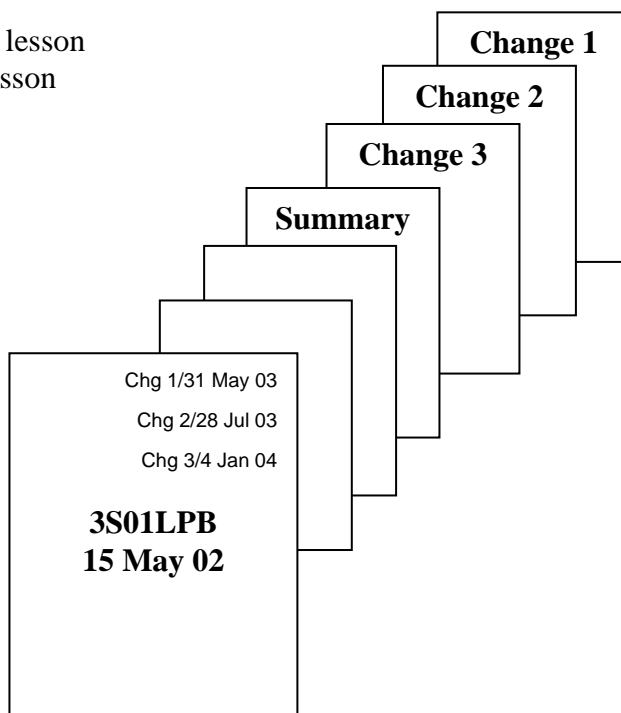 lesson
sson
Change 1
Change 2
Change 3
Summary
Chg 1/31 May 03
Chg 2/28 Jul 03
Chg 3/4 Jan 04
3S01LPB
15 May 02